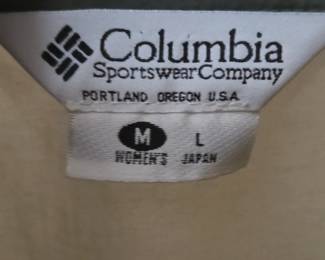 Columbia
Sportswear Company
PORTLAND OREGON U.S.A.
M L
WOMEN'S JAPAN